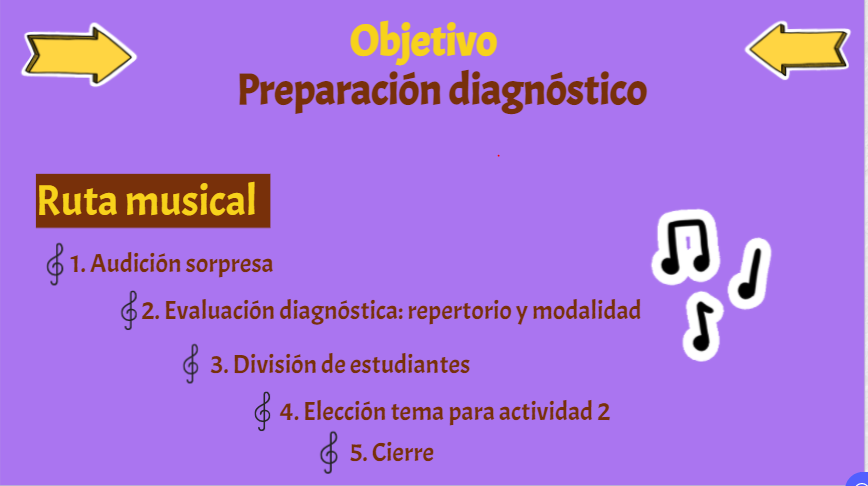 Objetivo
Preparación diagnóstico
Ruta musical
1. Audición sorpresa
2. Evaluación diagnóstica: repertorio y modalidad
3. División de estudiantes
4. Elección tema para actividad 2
5. Cierre